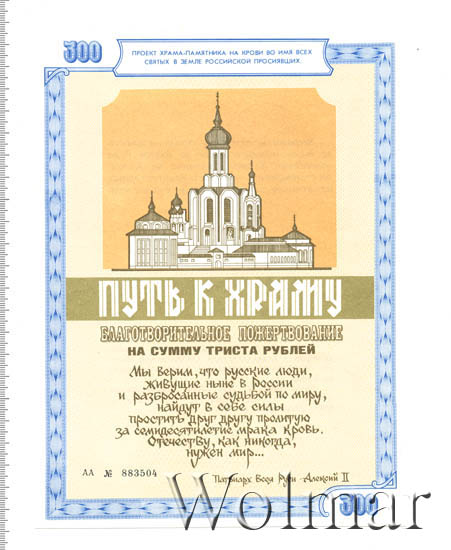 300
ПРОЕКТ ХРАМА-ПАМЯТНИКА НА КРОВИ ВО ИМЯ ВСЕХ
СВЯТЫХ В ЗЕМЛЕ РОССИЙСКОЙ ПРОСИЯВШИХ
ПУТЬ К ХРАМУ
БЛАГОТВОРИТЕЛЬНОЕ ПОЖЕРТВОВАНИЕ
НА СУММУ ТРИСТА РУБЛЕЙ
Мы верим, что русские люди,
живущие ныне в России
и разбросанные судьбой по миру,
найдут в себе силы
простить друг другу пролитую
за семидесятилетие мрака кровь.
Отечеству, как никогда,
нужен мир...
АА № 883504
Патриарх Всея Руси Алексий II
300
Wolmar